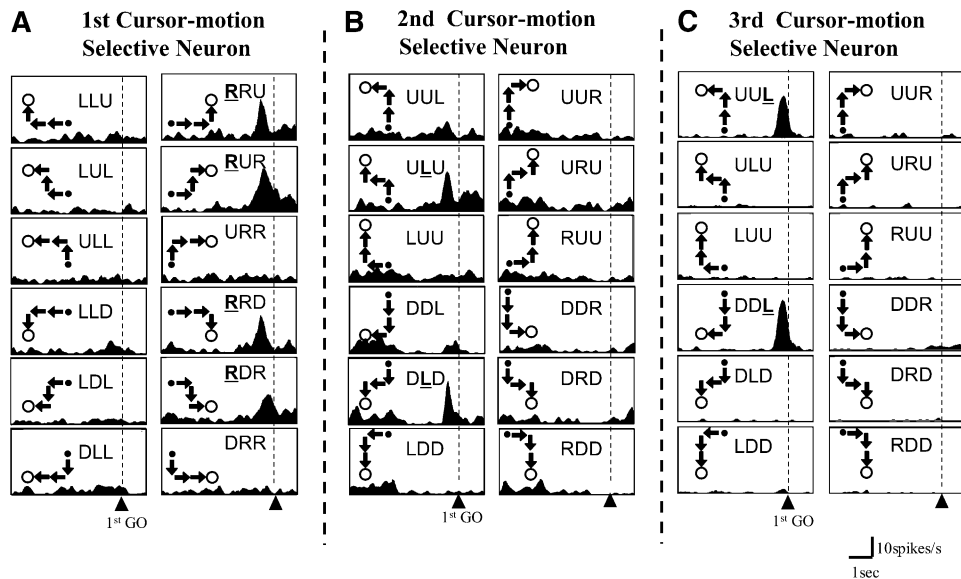 A
1st Cursor-motion
Selective Neuron
LLU
RRU
LUL
RUR
ULL
URR
LLD
RRD
LDL
RDR
DLL
DRR
1st GO
B
2nd Cursor-motion
Selective Neuron
UUL
UUR
ULU
URU
LUU
RUU
DDL
DDR
DLD
DRD
LDD
RDD
1st GO
C
3rd Cursor-motion
Selective Neuron
UUL
UUR
ULU
URU
LUU
RUU
DDL
DDR
DLD
DRD
LDD
RDD
1st GO
10spikes/s
1sec